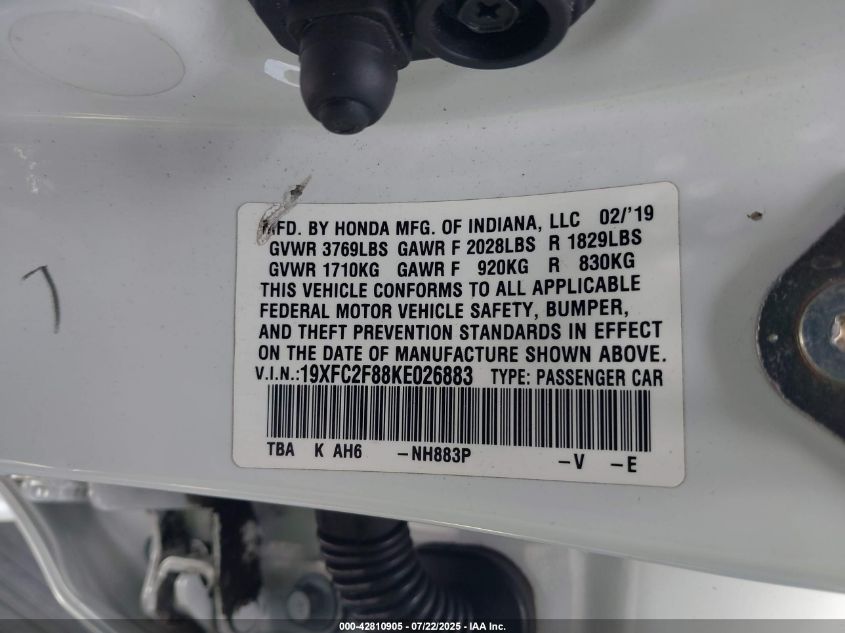 MFD. BY HONDA MFG. OF INDIANA, LLC 02/'19
GVWR 3769LBS GAWR F 2028LBS R 1829LBS
GVWR 1710KG GAWR F 920KG R 830KG
THIS VEHICLE CONFORMS TO ALL APPLICABLE
FEDERAL MOTOR VEHICLE SAFETY, BUMPER,
AND THEFT PREVENTION STANDARDS IN EFFECT
ON THE DATE OF MANUFACTURE SHOWN ABOVE.
V.I.N.:19XFC2F88KE026883 TYPE: PASSENGER CAR
TBA K AH6 -NH883P -V -E
000-42810905 - 07/22/2025 - IAA Inc.